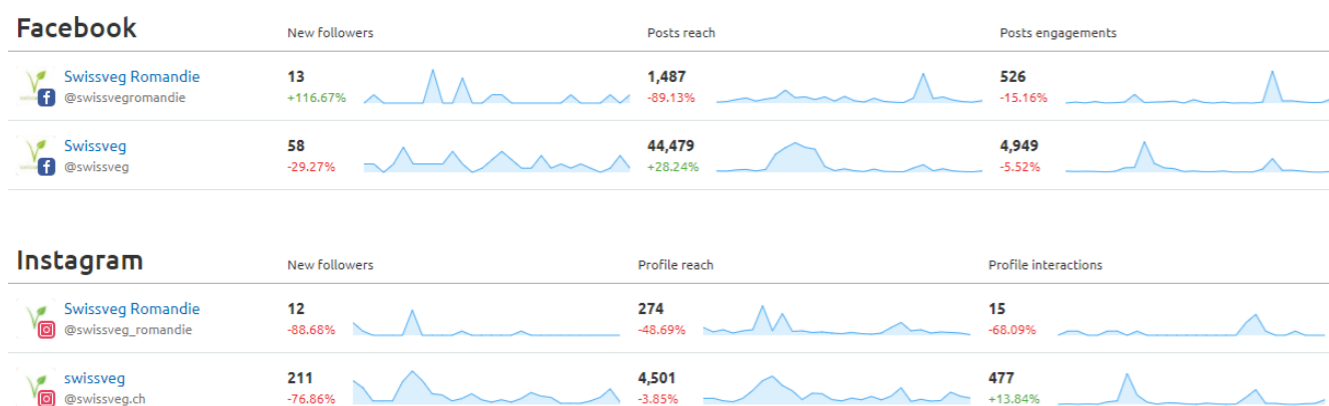 Facebook New followers Posts reach Posts engagements
Swissveg Romandie 13 1,487 526
@swissvegromandie +116.67% -89.13% -15.16%
Swissveg 58 44,479 4,949
@swissveg -29.27% +28.24% -5.52%
Instagram New followers Profile reach Profile interactions
Swissveg Romandie 12 274 15
@swissveg_romandie -88.68% -48.69% -68.09%
swissveg 211 4,501 477
@swissveg.ch -76.86% -3.85% +13.84%